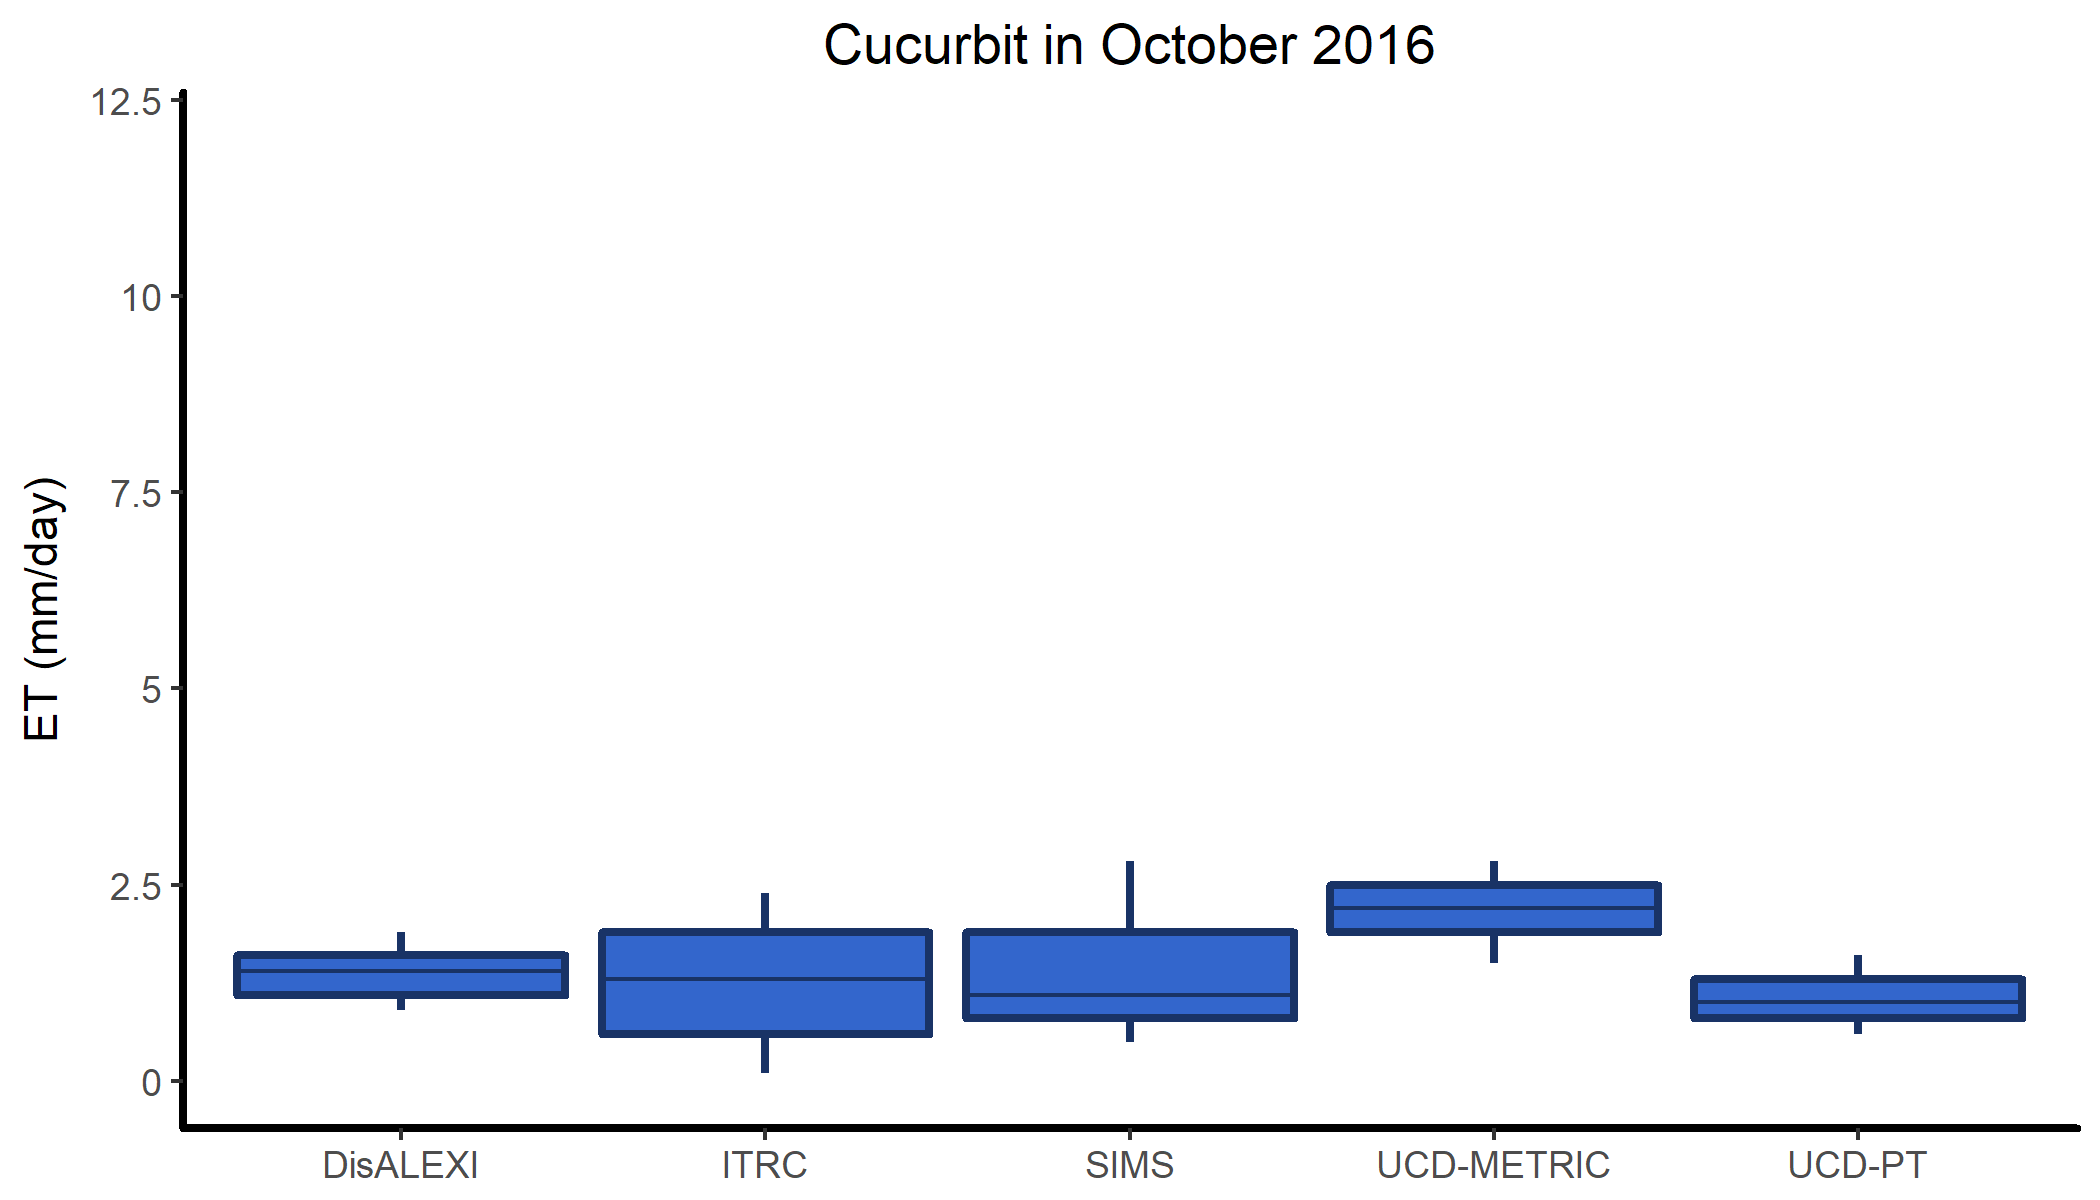 Cucurbit in October 2016
ET (mm/day)
12.5
10
7.5
5
2.5
0
DisALEXI
ITRC
SIMS
UCD-METRIC
UCD-PT